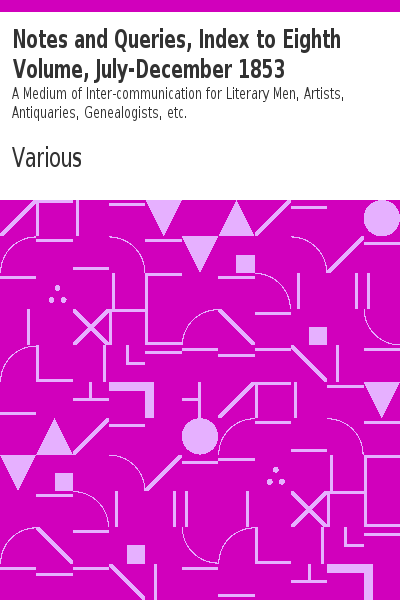 Notes and Queries, Index to Eighth
Volume, July-December 1853
A Medium of Inter-communication for Literary Men, Artists,
Antiquaries, Genealogists, etc.
Various